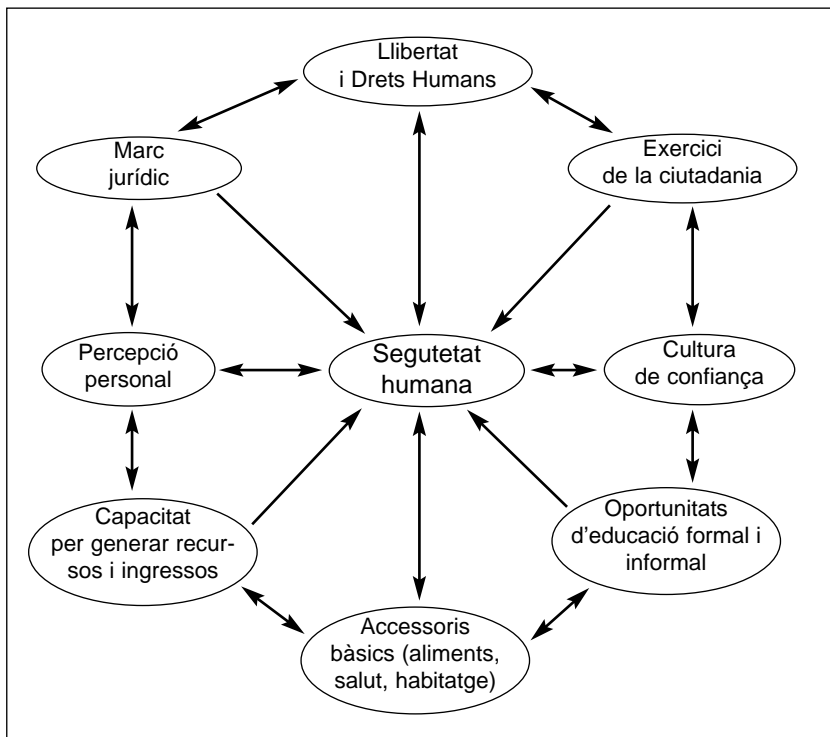 Llibertat
i Drets Humans
Marc
jurídic
Exercici
de la ciutadania
Percepció
personal
Segutetat
humana
Cultura
de confiança
Capacitat
per generar recur-
sos i ingressos
Oportunitats
d'educació formal i
informal
Accessoris
bàsics (aliments,
salut, habitatge)